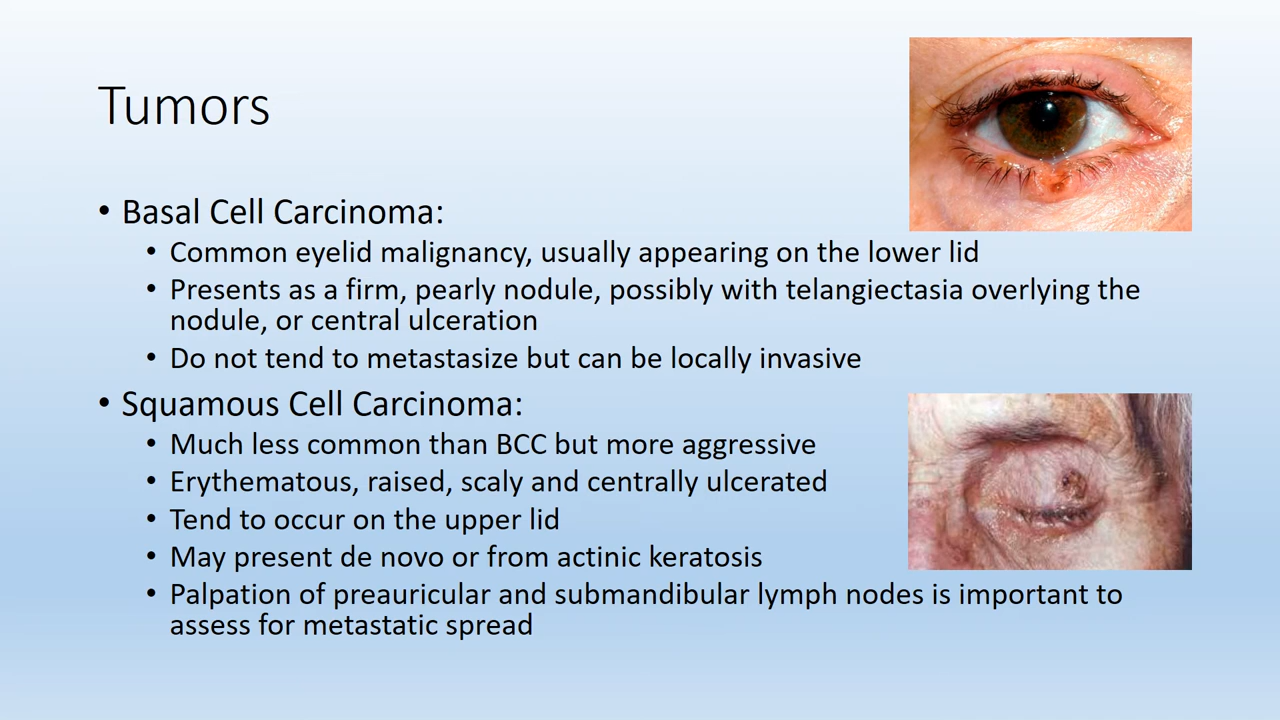 Tumors
• Basal Cell Carcinoma:
• Common eyelid malignancy, usually appearing on the lower lid
• Presents as a firm, pearly nodule, possibly with telangiectasia overlying the
nodule, or central ulceration
• Do not tend to metastasize but can be locally invasive
• Squamous Cell Carcinoma:
• Much less common than BCC but more aggressive
• Erythematous, raised, scaly and centrally ulcerated
• Tend to occur on the upper lid
• May present de novo or from actinic keratosis
• Palpation of preauricular and submandibular lymph nodes is important to
assess for metastatic spread